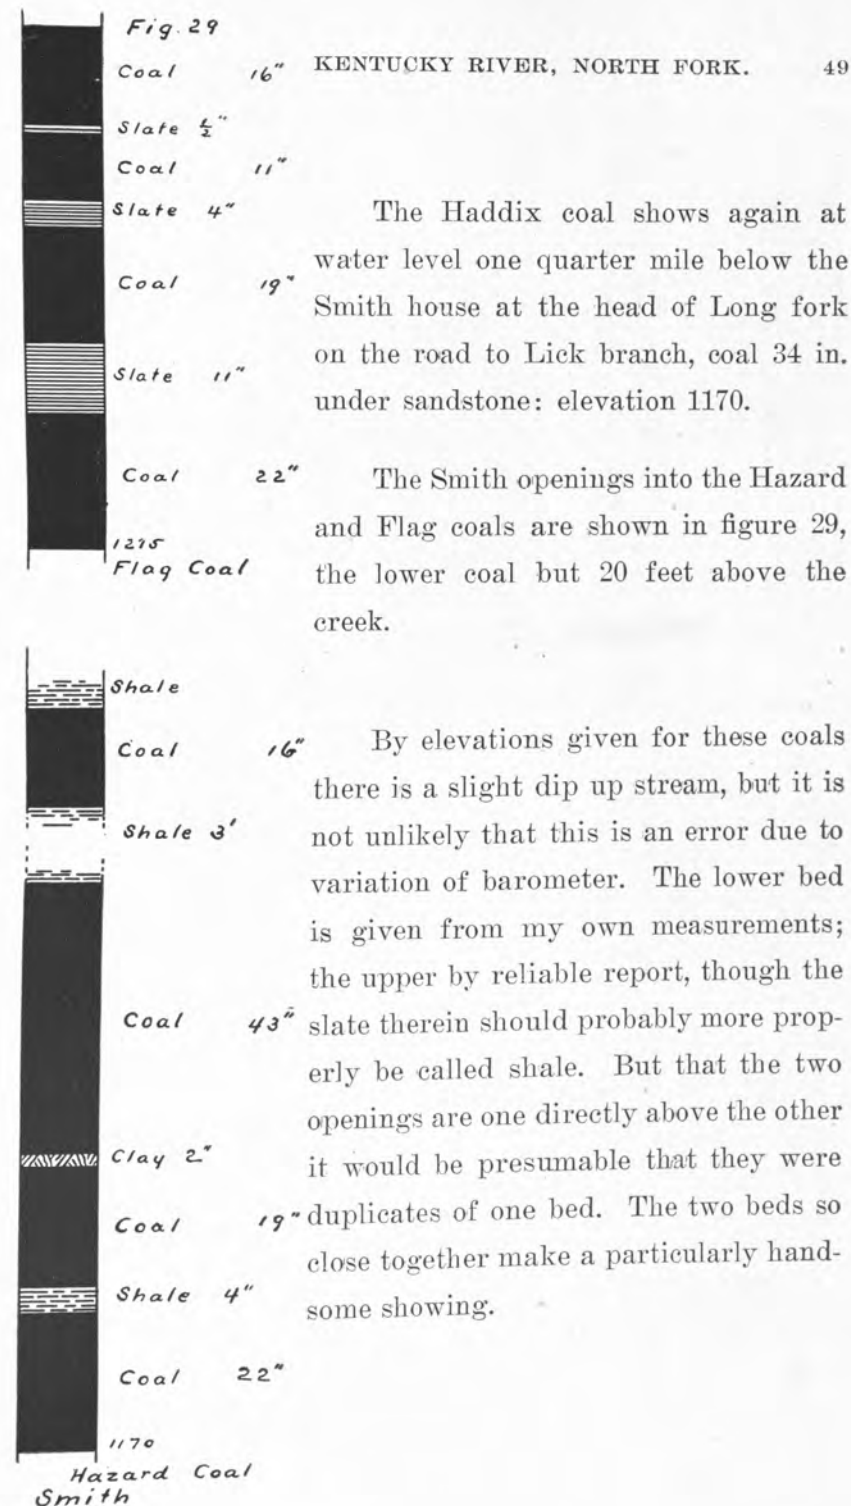 KENTUCKY RIVER, NORTH FORK. 49
Fig. 29
Coal 16"
Slate 1/2"
Coal 11"
Slate 4"
Coal 19"
Slate 11"
Coal 22"
1275
Flag Coal
Shale
Coal 16"
Shale 3'
Coal 43"
Clay 2"
Coal 19"
Shale 4"
Coal 22"
1170
Hazard Coal
Smith
The Haddix coal shows again at
water level one quarter mile below the
Smith house at the head of Long fork
on the road to Lick branch, coal 34 in.
under sandstone: elevation 1170.
The Smith openings into the Hazard
and Flag coals are shown in figure 29,
the lower coal but 20 feet above the
creek.
By elevations given for these coals
there is a slight dip up stream, but it is
not unlikely that this is an error due to
variation of barometer. The lower bed
is given from my own measurements;
the upper by reliable report, though the
slate therein should probably more prop-
erly be called shale. But that the two
openings are one directly above the other
it would be presumable that they were
duplicates of one bed. The two beds so
close together make a particularly hand-
some showing.